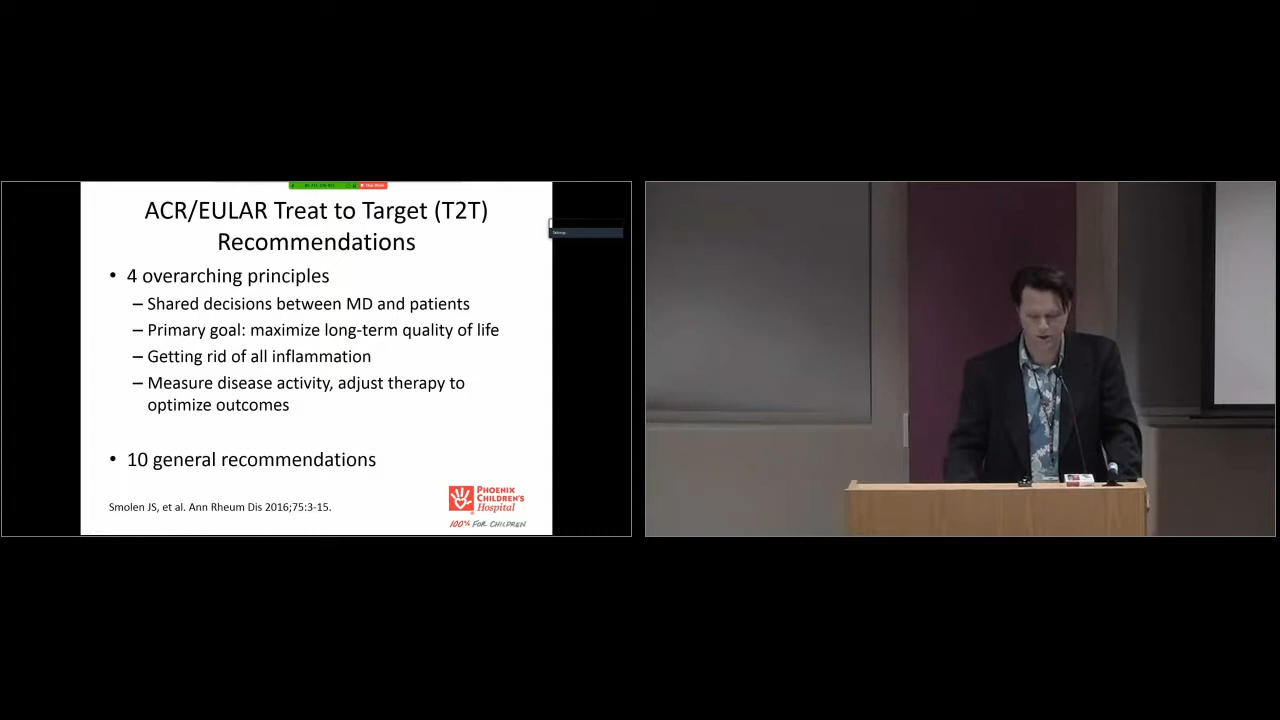 ACR/EULAR Treat to Target (T2T)
Recommendations
• 4 overarching principles
– Shared decisions between MD and patients
– Primary goal: maximize long-term quality of life
– Getting rid of all inflammation
– Measure disease activity, adjust therapy to
optimize outcomes
• 10 general recommendations
Smolen JS, et al. Ann Rheum Dis 2016;75:3-15.
PHOENIX
CHILDREN'S
Hospital
100% FOR CHILDREN